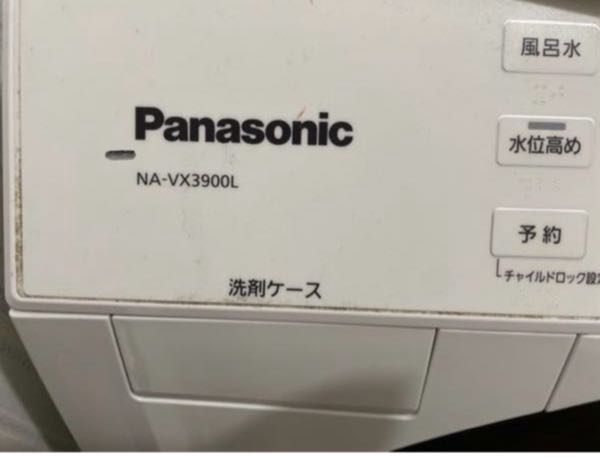 Panasonic
NA-VX3900L
洗剤ケース
風呂水
水位高め
予約
チャイルドロック設